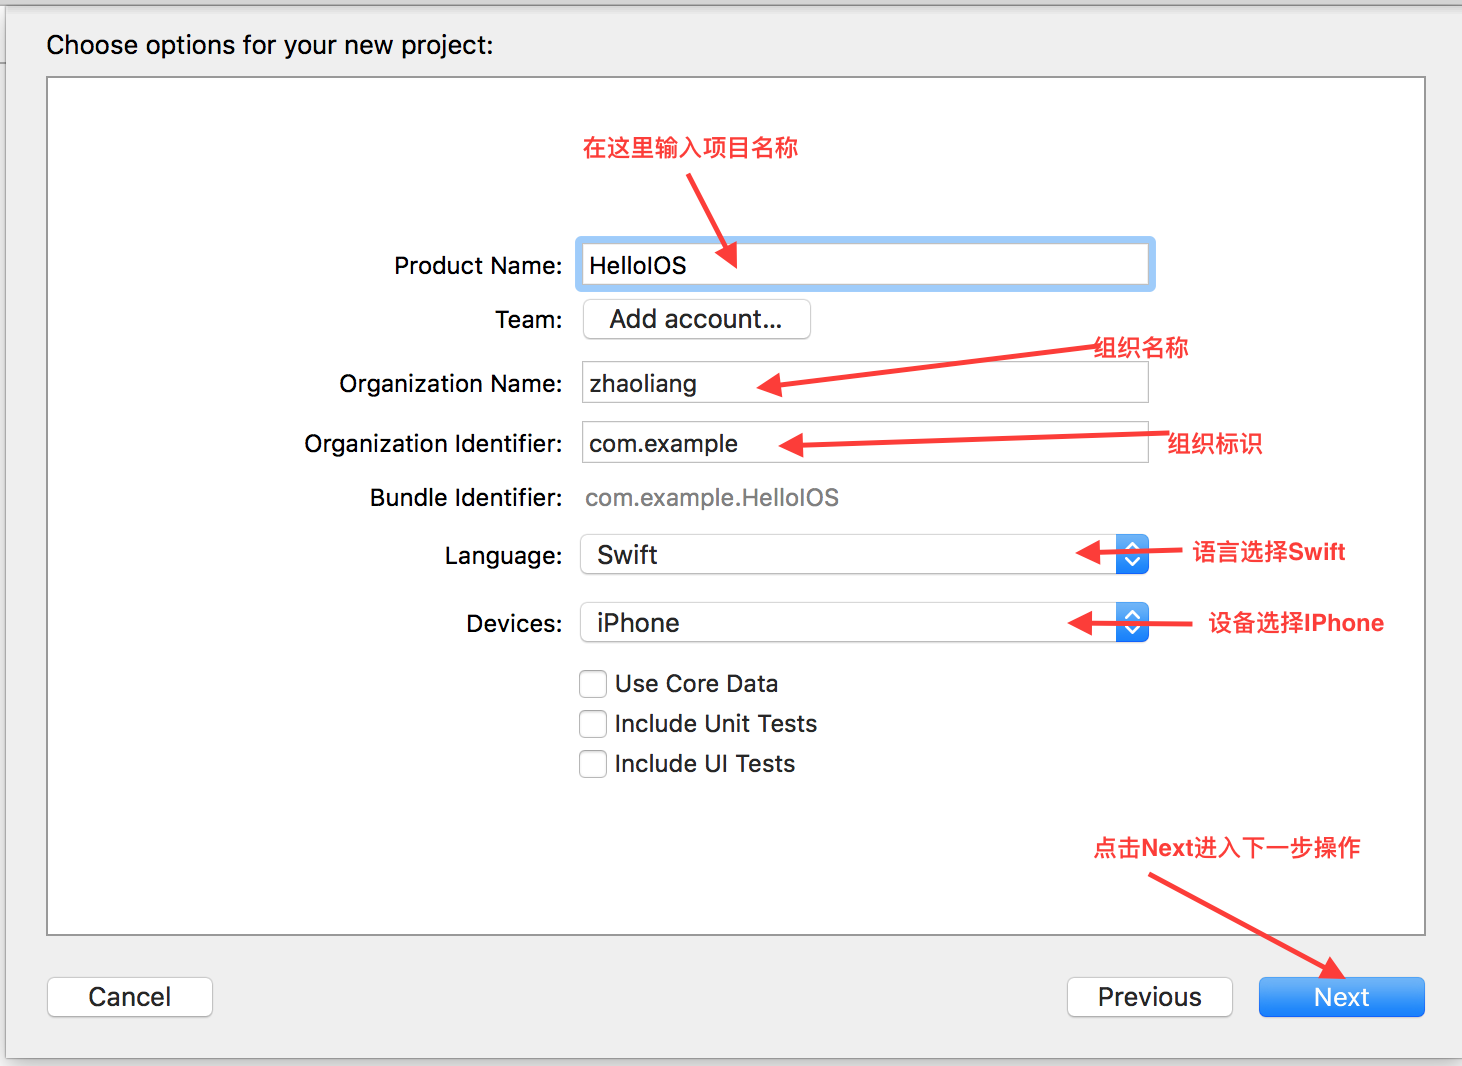 Choose options for your new project:
在这里输入项目名称
Product Name: HelloIOS
Team: Add account...
组织名称
Organization Name: zhaoliang
Organization Identifier: com.example 组织标识
Bundle Identifier: com.example.HelloIOS
Language: Swift 语言选择Swift
Devices: iPhone 设备选择IPhone
Use Core Data
Include Unit Tests
Include UI Tests
点击Next进入下一步操作
Cancel Previous Next